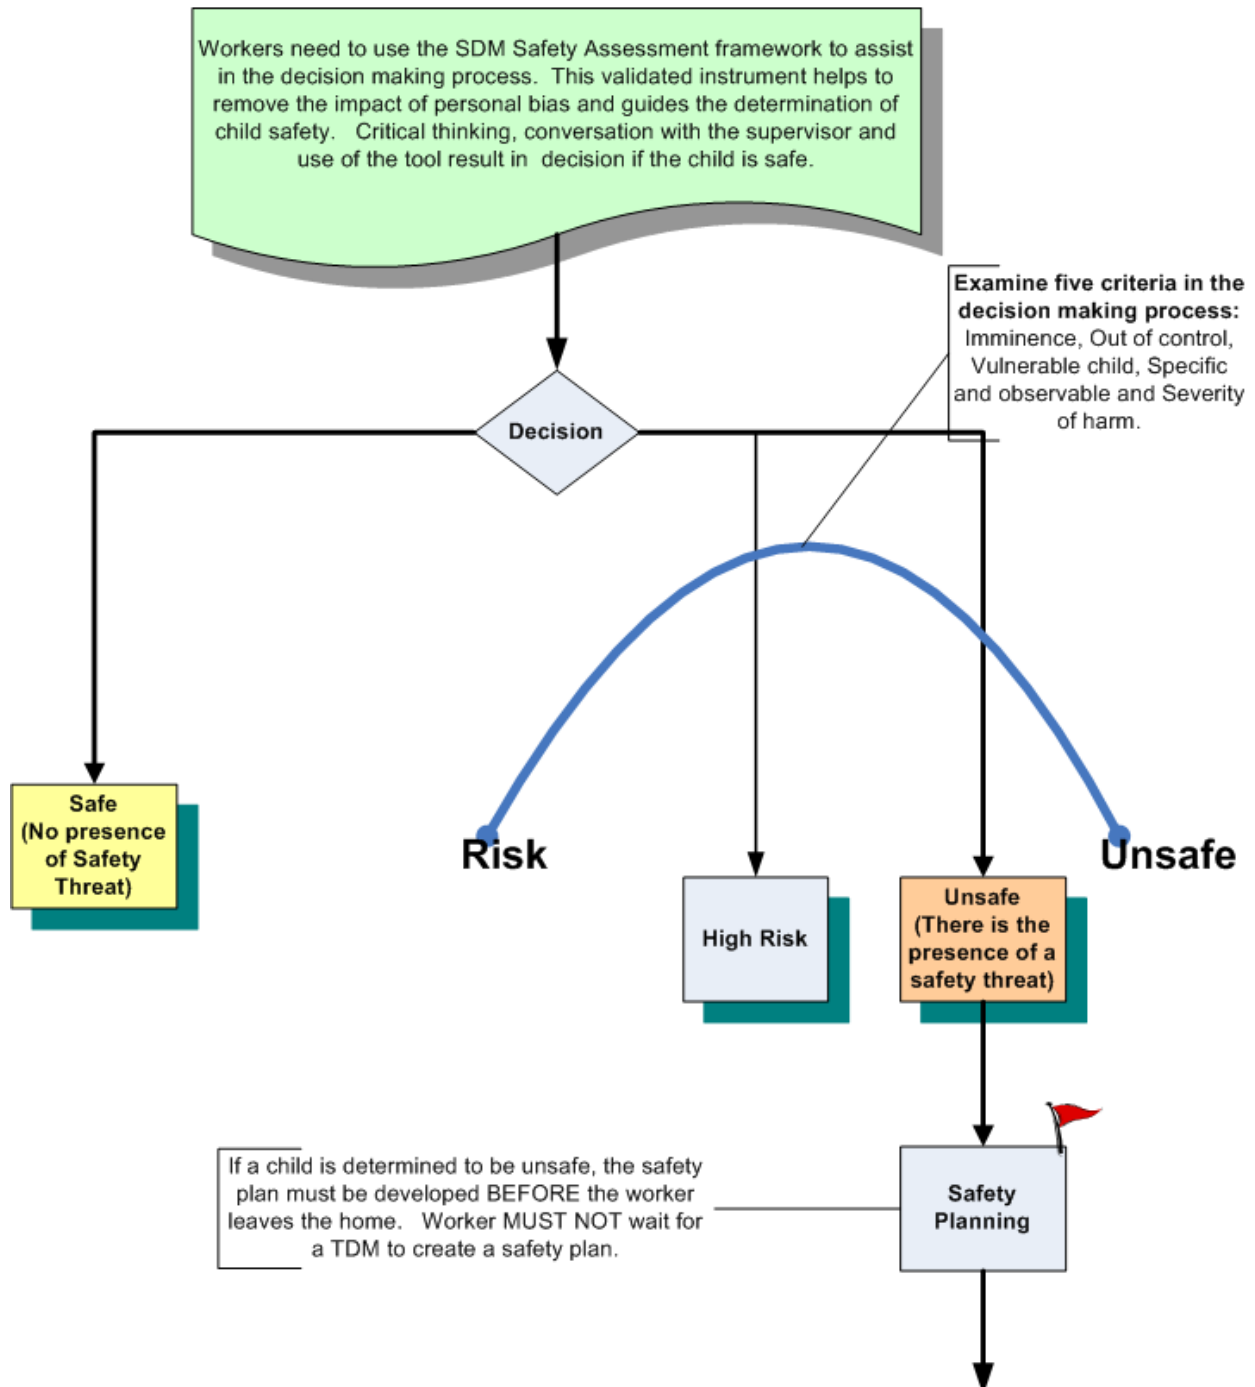 Workers need to use the SDM Safety Assessment framework to assist
in the decision making process.  This validated instrument helps to
remove the impact of personal bias and guides the determination of
child safety.   Critical thinking, conversation with the supervisor and
use of the tool result in  decision if the child is safe.
Examine five criteria in the
decision making process:
Imminence, Out of control,
Vulnerable child, Specific
and observable and Severity
of harm.
Decision
Safe
(No presence
of Safety
Threat)
Risk
Unsafe
High Risk
Unsafe
(There is the
presence of a
safety threat)
If a child is determined to be unsafe, the safety
plan must be developed BEFORE the worker
leaves the home.   Worker MUST NOT wait for
a TDM to create a safety plan.
Safety
Planning